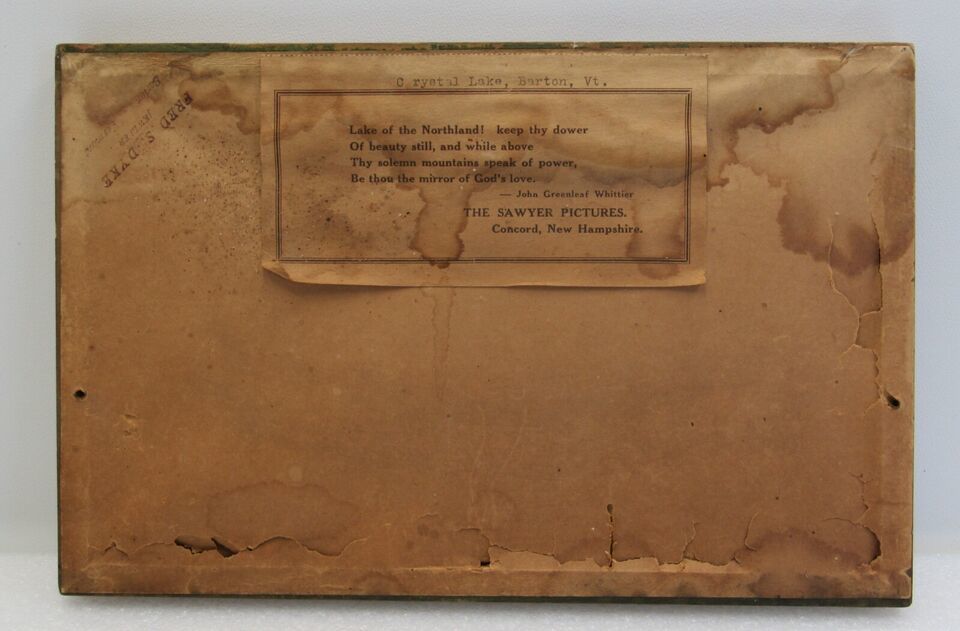 C rystal Lake, Barton, Vt.
Lake of the Northland! keep thy dower
Of beauty still, and while above
Thy solemn mountains speak of power,
Be thou the mirror of God's love.
— John Greenleaf Whittier
THE SAWYER PICTURES.
Concord, New Hampshire.
FRED S. DYKE